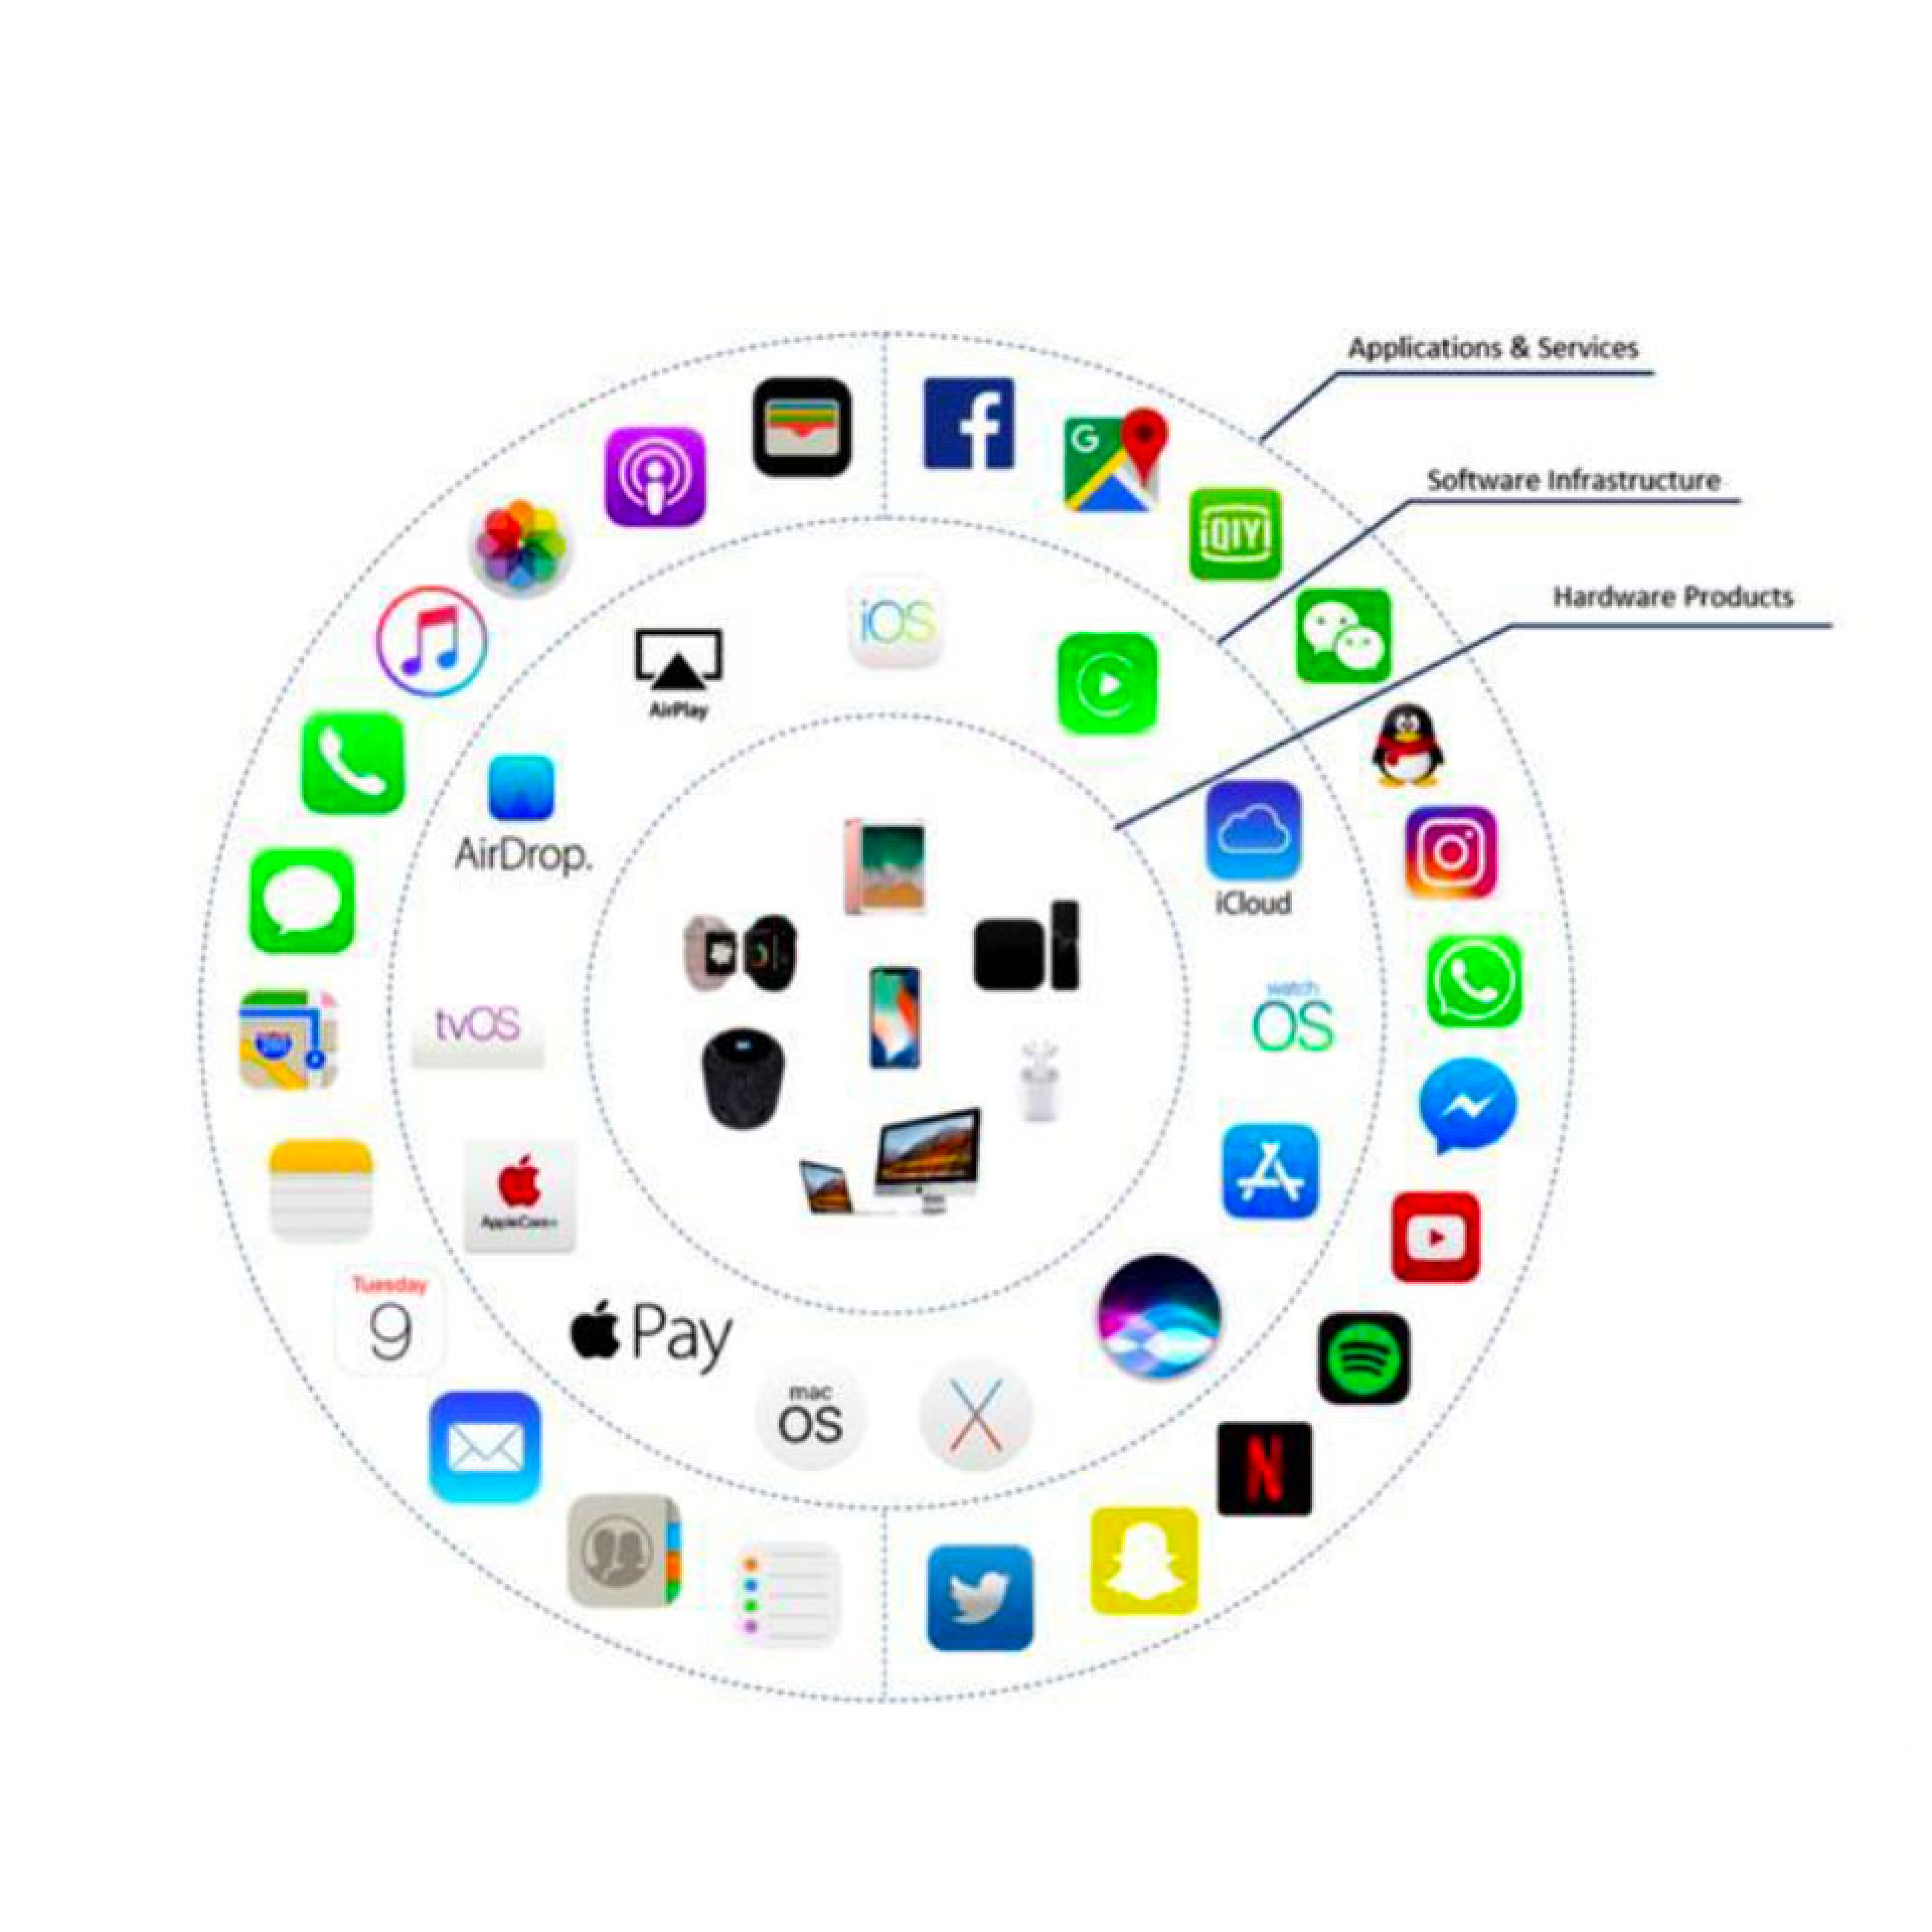 Applications & Services
Software Infrastructure
Hardware Products
G
iQIYI
iOS
AirPlay
AirDrop.
iCloud
tvOS
watch
OS
AppleCare+
Pay
Tuesday
9
mac
OS
X
N